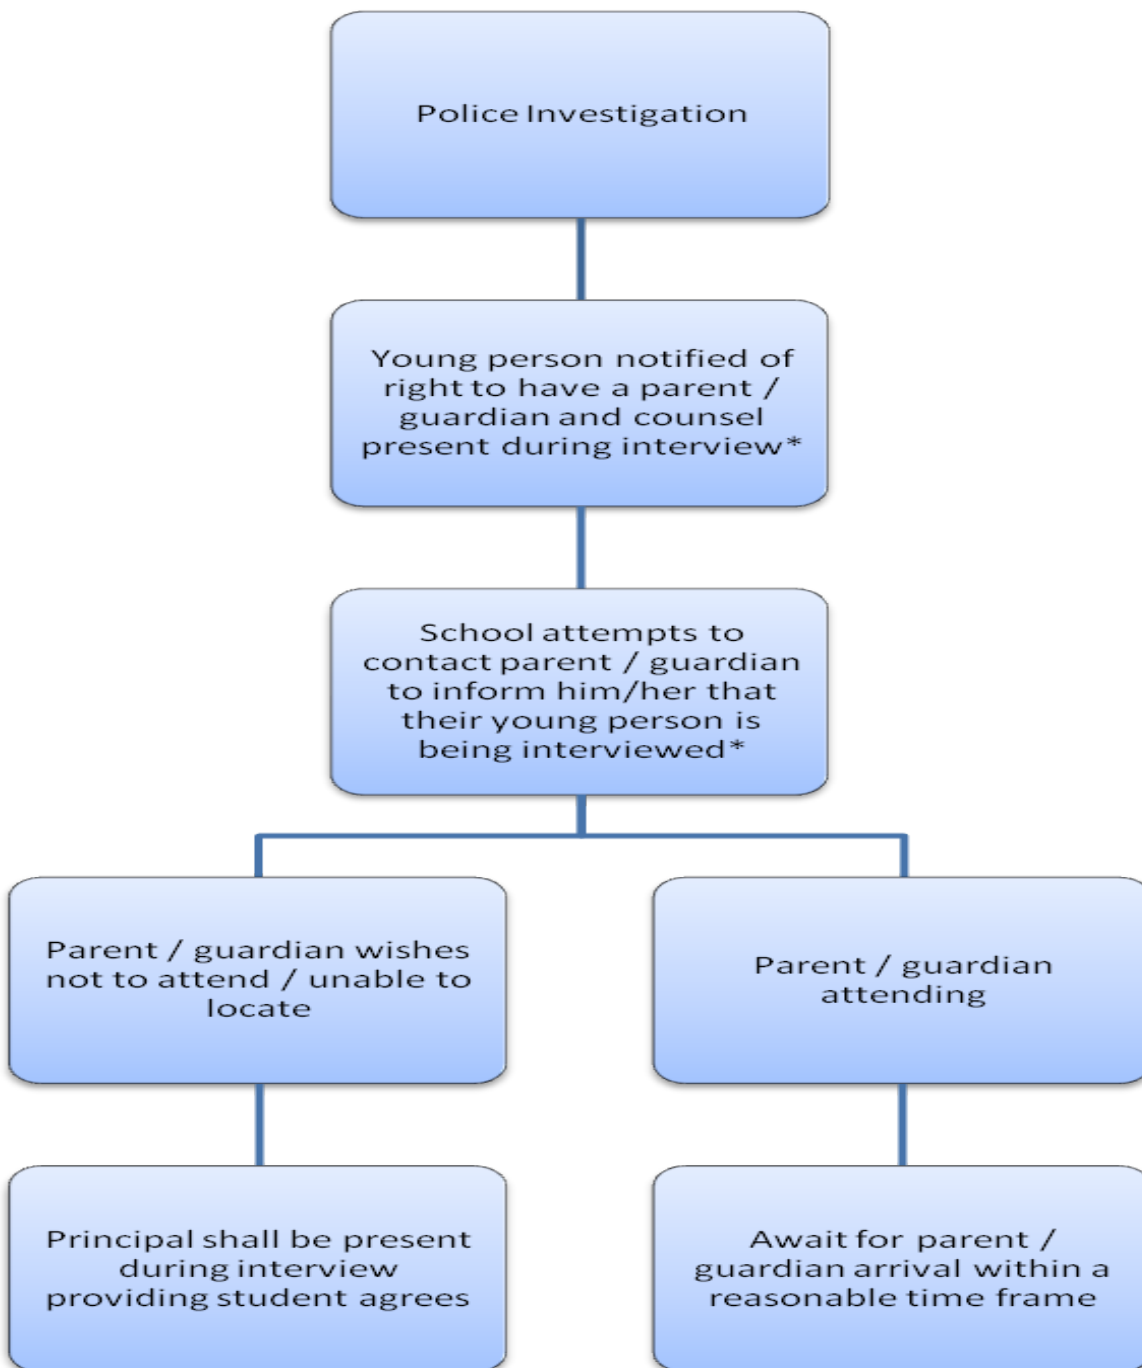 Police Investigation
Young person notified of
right to have a parent /
guardian and counsel
present during interview*
School attempts to
contact parent / guardian
to inform him/her that
their young person is
being interviewed*
Parent / guardian wishes
not to attend / unable to
locate
Parent / guardian
attending
Principal shall be present
during interview
providing student agrees
Await for parent /
guardian arrival within a
reasonable time frame